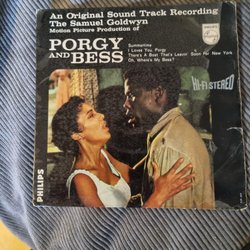 An Original Sound Track Recording
The Samuel Goldwyn
Motion Picture Production of
PORGY
AND BESS
Summertime
I Loves You, Porgy
There's A Boat That's Leavin' Soon For New York
Oh, Where's My Bess?
PHILIPS
HI-FI STEREO
PHILIPS